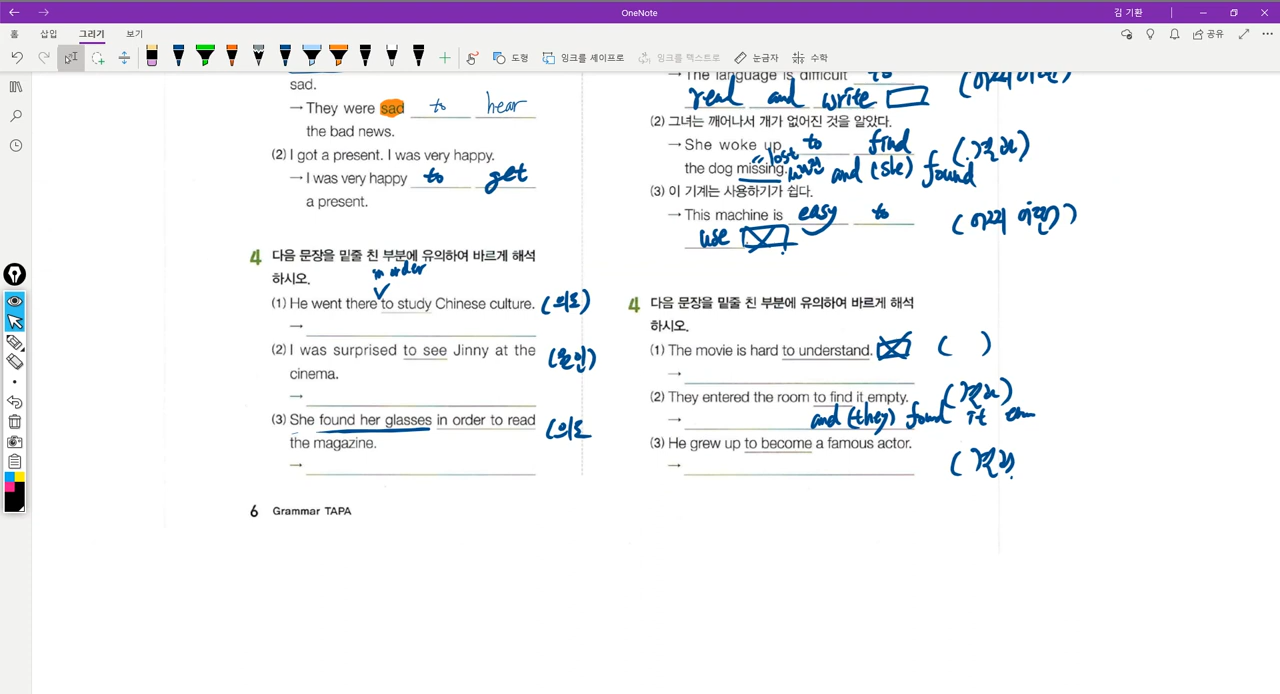 OneNote
김 기환
홈 삽입 그리기 보기
도형 잉크를 셰이프로 잉크를 텍스트로 눈금자 수학
공유
sad.
→ They were sad to hear
the bad news.
(2) I got a present. I was very happy.
→ I was very happy to get
a present.
4 다음 문장을 밑줄 친 부분에 유의하여 바르게 해석
하시오.
in order
(1) He went there to study Chinese culture. (의도)
→
(2) I was surprised to see Jinny at the (원인)
cinema.
→
(3) She found her glasses in order to read (의도
the magazine.
→
6 Grammar TAPA
→ The language is difficult to
read and write
(2) 그녀는 깨어나서 개가 없어진 것을 알았다.
→ She woke up to find (결과)
lost
the dog missing. and (she) found
(3) 이 기계는 사용하기가 쉽다.
→ This machine is easy to
use
4 다음 문장을 밑줄 친 부분에 유의하여 바르게 해석
하시오.
(1) The movie is hard to understand. ( )
→
(2) They entered the room to find it empty. (결과)
→ and (they) found it em
(3) He grew up to become a famous actor.
→ (결과